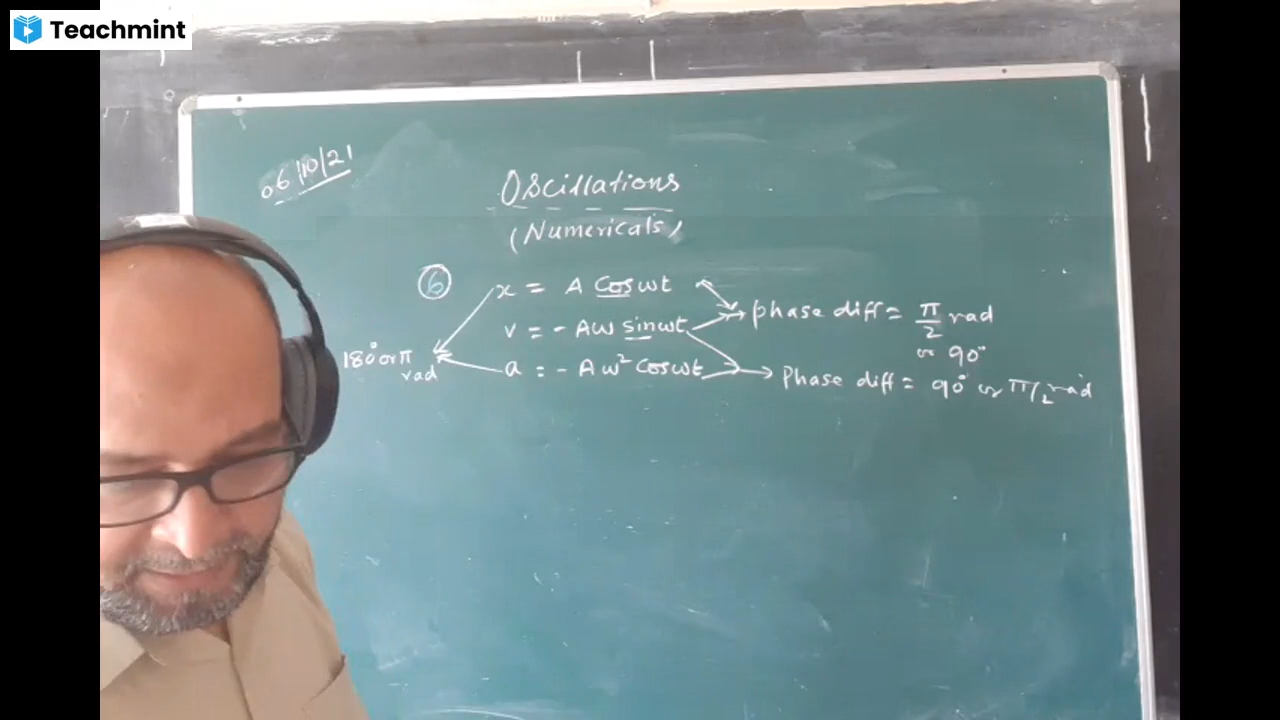 Teachmint
06/10/21
Oscillations
(Numericals)
6 x = A Cosωt
phase diff = π/2 rad
or 90°
v = - Aω sinωt
180° or π rad
a = - Aω² Cosωt
Phase diff = 90° or π/2 rad